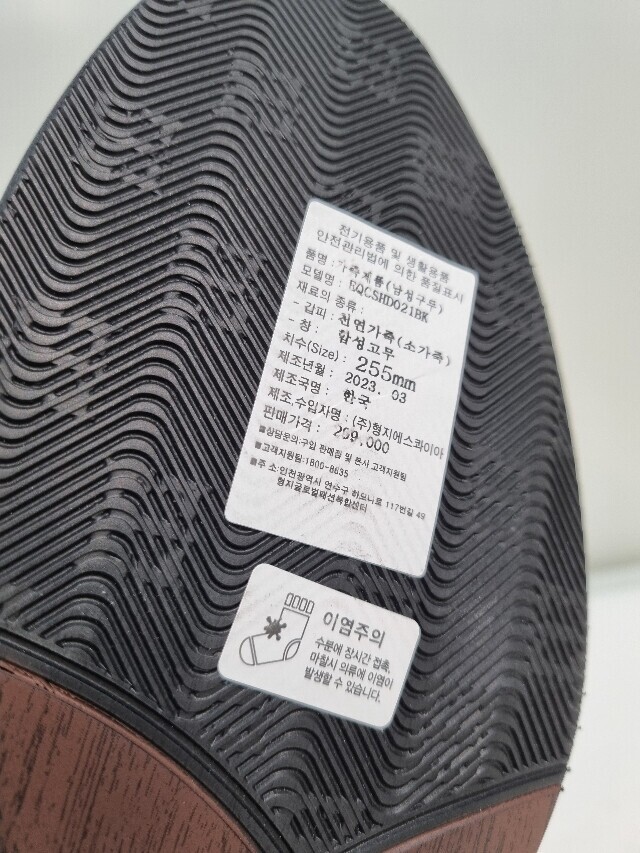 전기용품 및 생활용품
안전관리법에 의한 품질표시
품명 : 가죽제품(남성구두)
모델명 : EQCSHD021BK
재료의 종류 :
- 갑피 : 천연가죽(소가죽)
- 창 : 합성고무
치수(Size) : 255mm
제조년월 : 2023. 03
제조국명 : 한국
제조,수입자명 : (주)형지에스콰이아
판매가격 : 299,000
■상담문의:구입 판매점 및 본사 고객지원팀
■고객지원팀:1800-8635
■주 소:인천광역시 연수구 하모니로 117번길 49
형지글로벌패션복합센터
이염주의
수분에 장시간 접촉,
마찰시 의류에 이염이
발생할 수 있습니다.